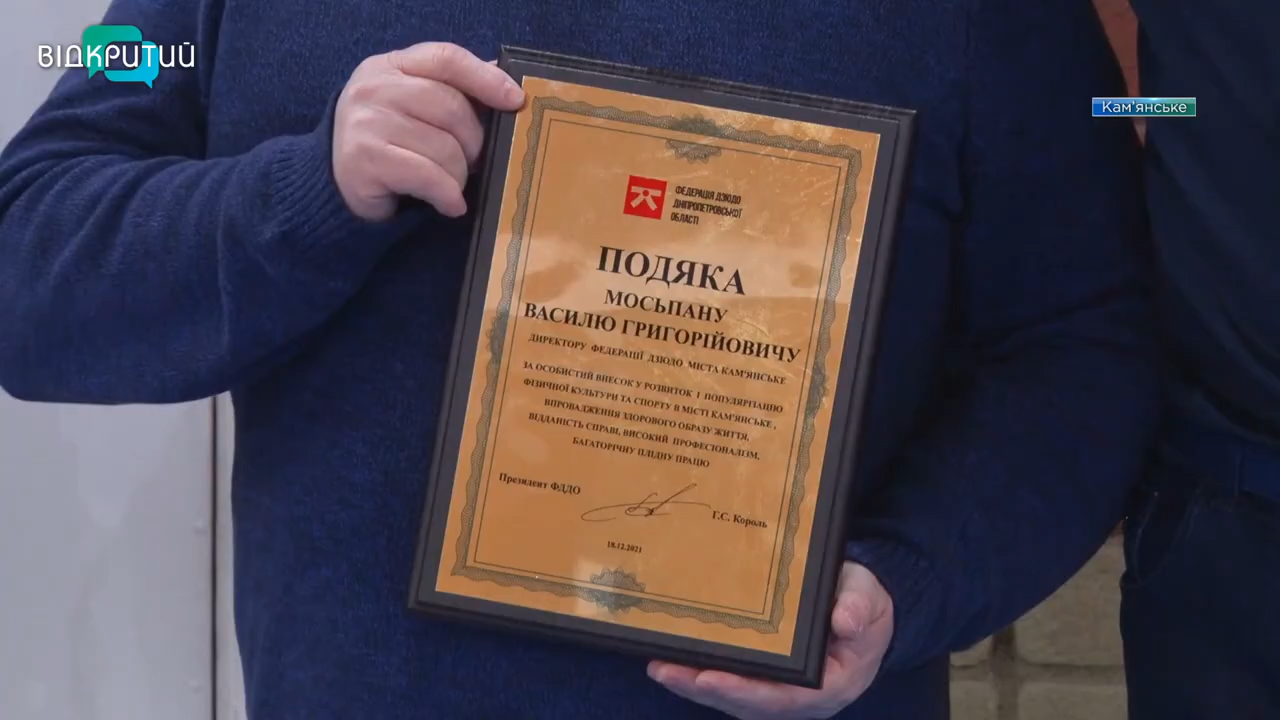 ВІДКРИТИЙ
Кам'янське
ФЕДЕРАЦІЯ ДЗЮДО
ДНІПРОПЕТРОВСЬКОЇ
ОБЛАСТІ
ПОДЯКА
МОСЬПАНУ
ВАСИЛЮ ГРИГОРІЙОВИЧУ
ДИРЕКТОРУ ФЕДЕРАЦІЇ ДЗЮДО МІСТА КАМ'ЯНСЬКЕ
ЗА ОСОБИСТИЙ ВНЕСОК У РОЗВИТОК І ПОПУЛЯРІЗАЦІЮ
ФІЗИЧНОЇ КУЛЬТУРИ ТА СПОРТУ В МІСТІ КАМ'ЯНСЬКЕ ,
ВПРОВАДЖЕННЯ ЗДОРОВОГО ОБРАЗУ ЖИТТЯ,
ВІДДАНІСТЬ СПРАВІ, ВИСОКИЙ ПРОФЕСІОНАЛІЗМ,
БАГАТОРІЧНУ ПЛІДНУ ПРАЦЮ
Президент ФДДО
Г.С. Король
18.12.2021